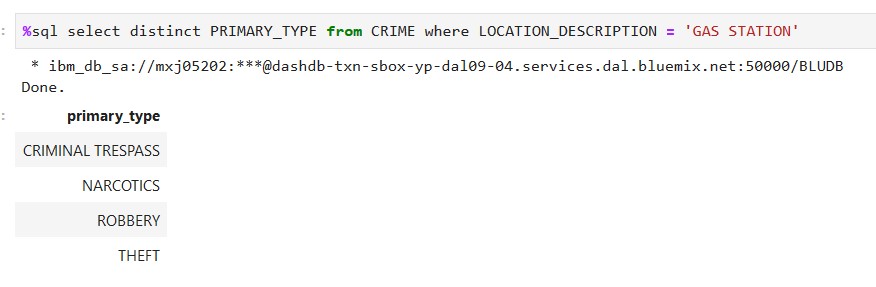 %sql select distinct PRIMARY_TYPE from CRIME where LOCATION_DESCRIPTION = 'GAS STATION'
* ibm_db_sa://mxj05202:***@dashdb-txn-sbox-yp-dal09-04.services.dal.bluemix.net:50000/BLUDB
Done.
primary_type
CRIMINAL TRESPASS
NARCOTICS
ROBBERY
THEFT